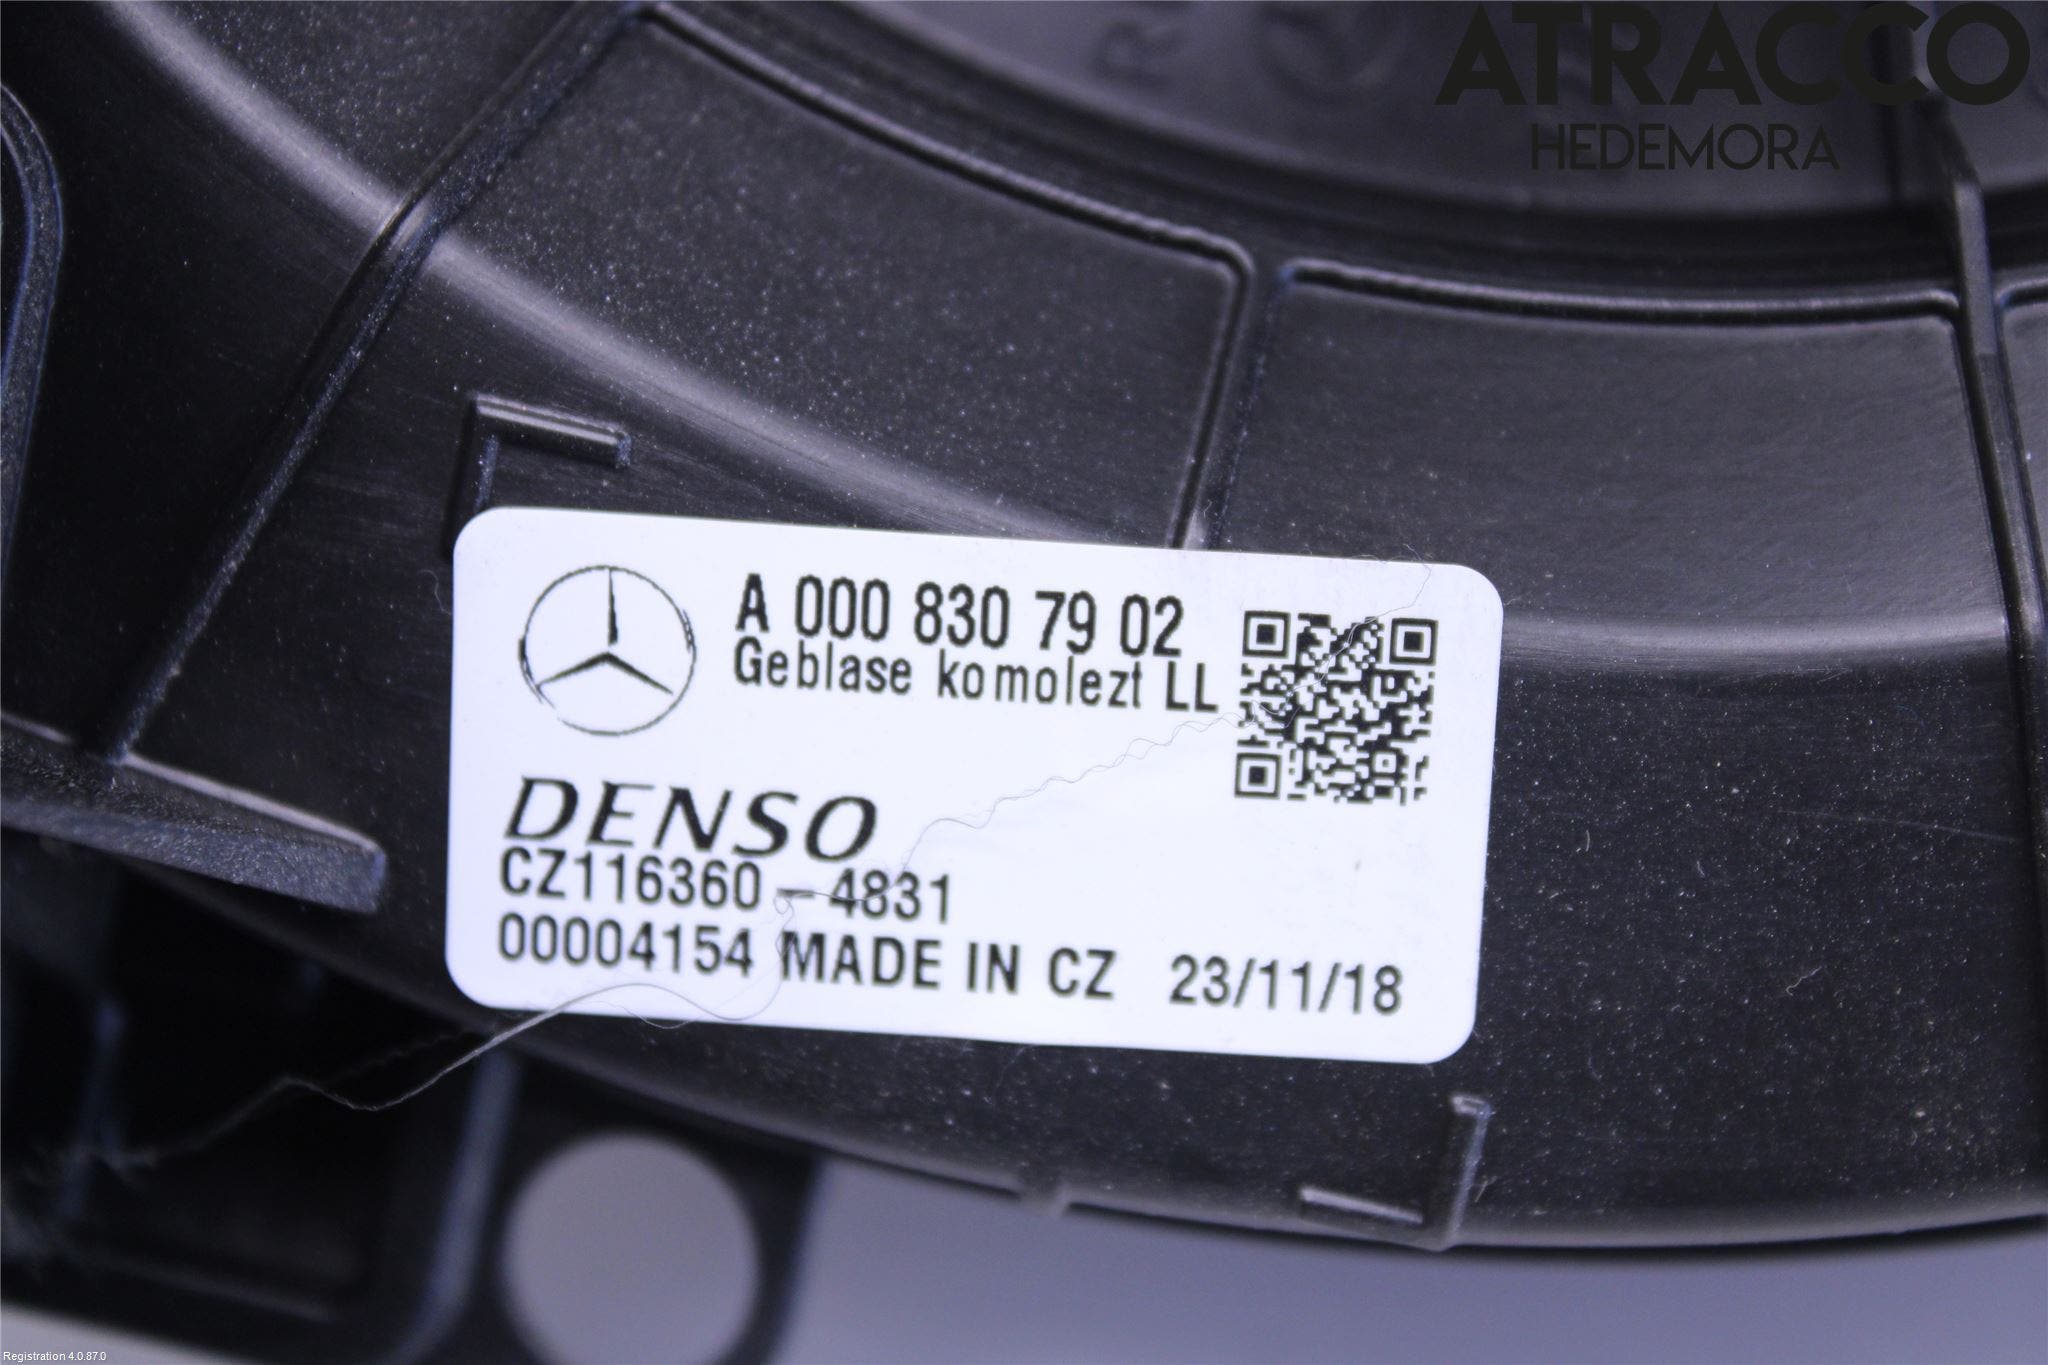 ATRACCO
HEDEMORA
A 000 830 79 02
Geblase komolezt LL
DENSO
CZ116360-4831
00004154 MADE IN CZ 23/11/18
Registration 4.0.87.0